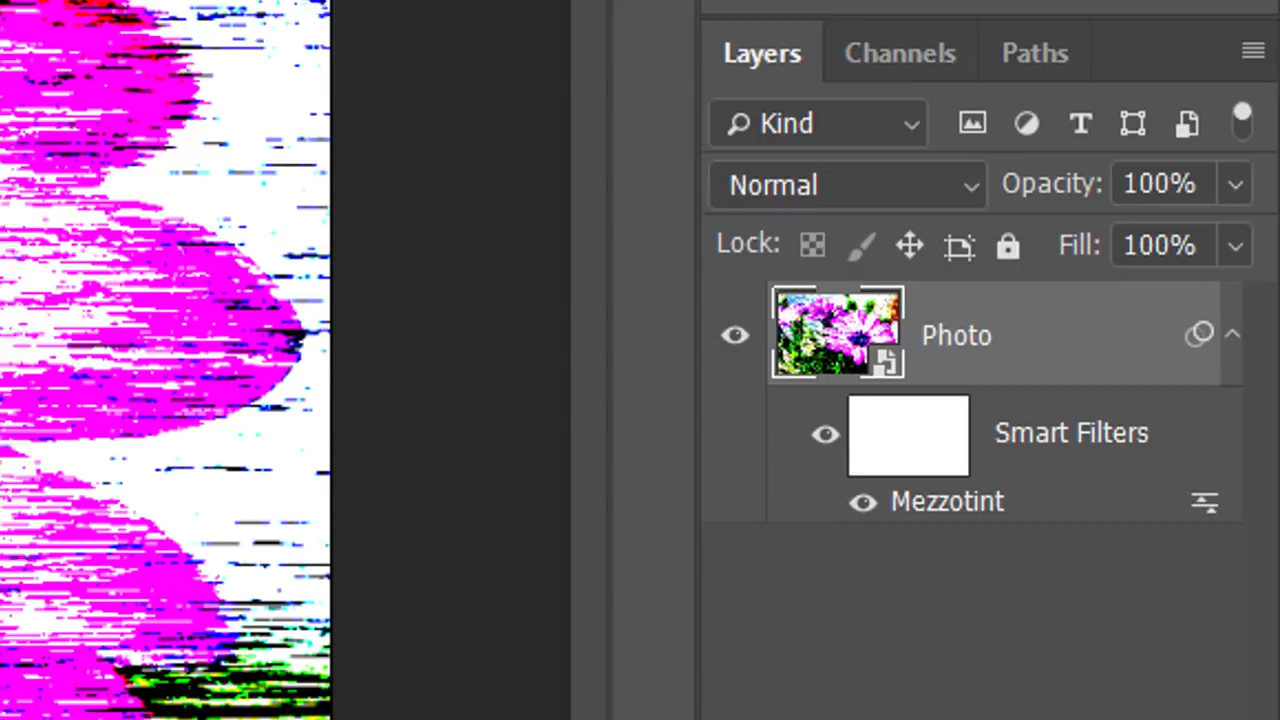 Layers Channels Paths
Kind T
Normal Opacity: 100%
Lock: Fill: 100%
Photo
Smart Filters
Mezzotint